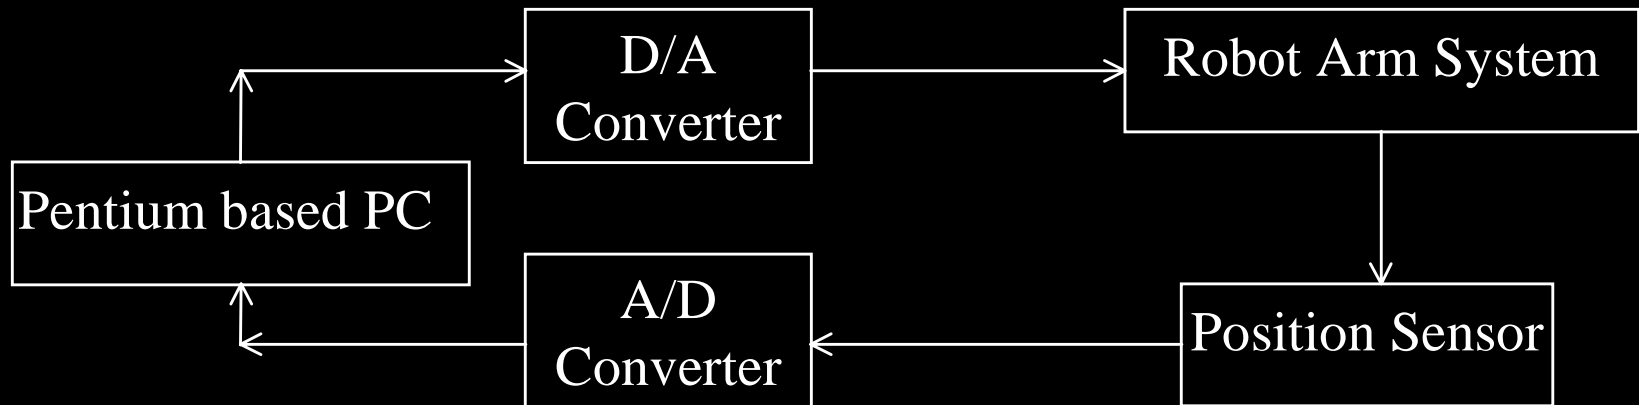 D/A
Converter
Robot Arm System
Pentium based PC
A/D
Converter
Position Sensor